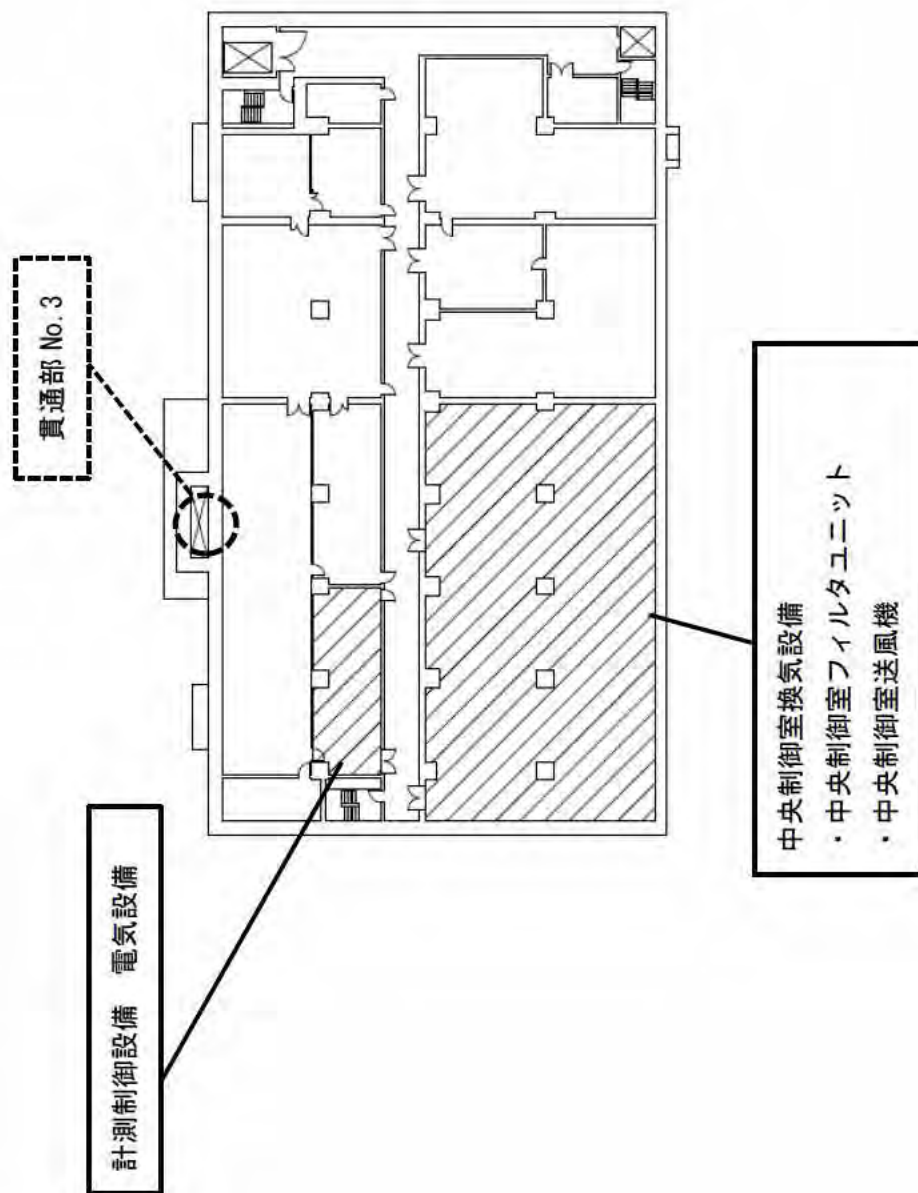 貫通部 No.3
計測制御設備　電気設備
中央制御室換気設備
・中央制御室フィルタユニット
・中央制御室送風機